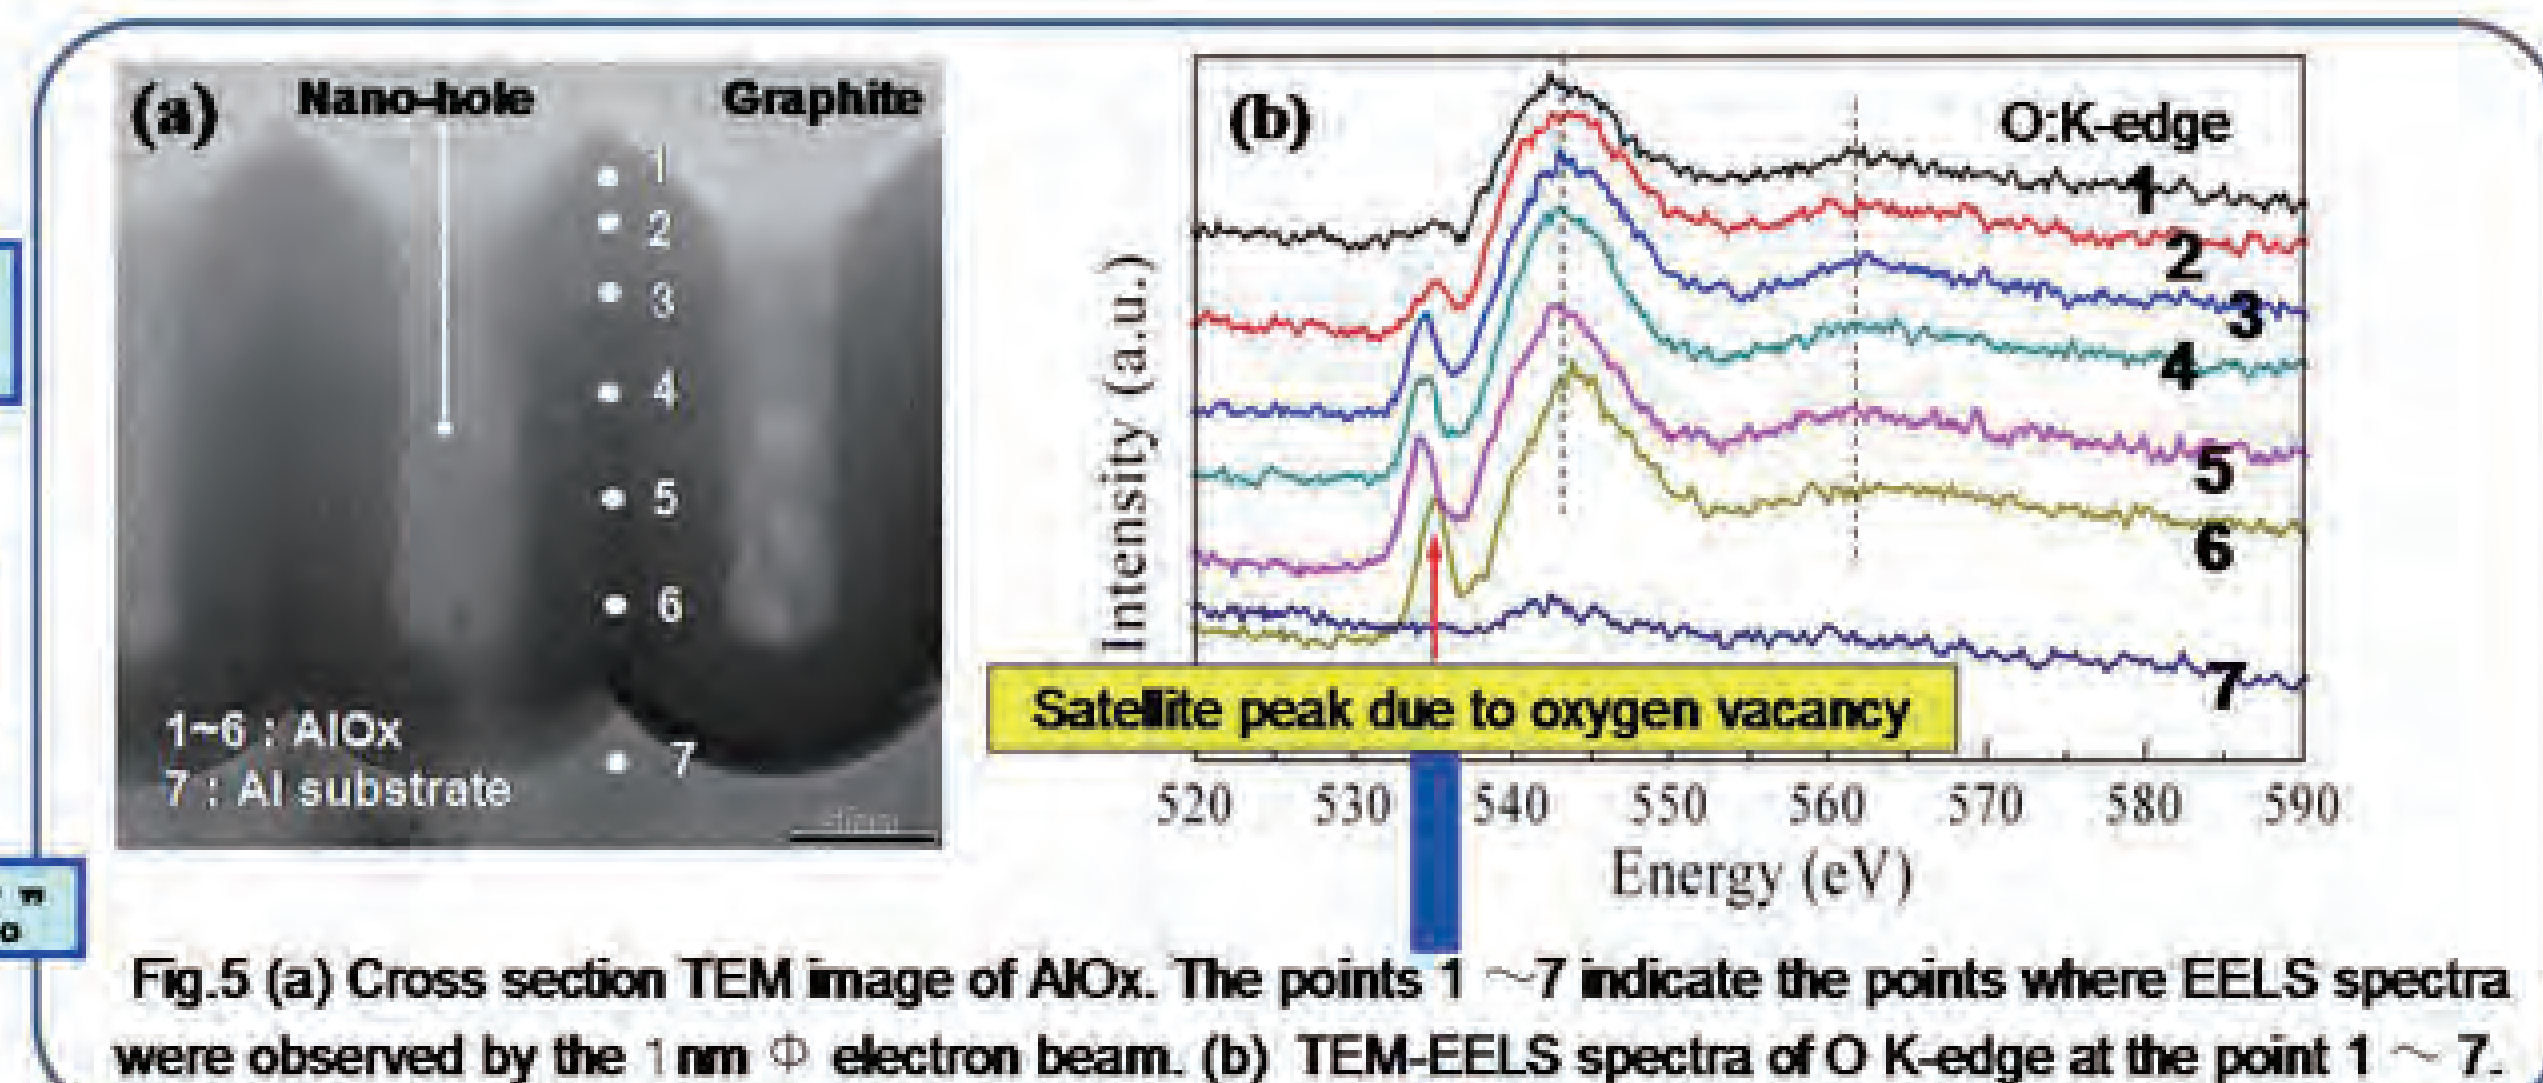 (a)
Nano-hole
Graphite
1
2
3
4
5
6
7
1~6 : AlOx
7 : Al substrate
(b)
O:K-edge
1
2
3
4
5
6
7
Intensity (a.u.)
Satellite peak due to oxygen vacancy
520 530 540 550 560 570 580 590
Energy (eV)
Fig.5 (a) Cross section TEM image of AlOx. The points 1 ~7 indicate the points where EELS spectra
were observed by the 1nm Φ electron beam. (b) TEM-EELS spectra of O K-edge at the point 1 ~ 7.